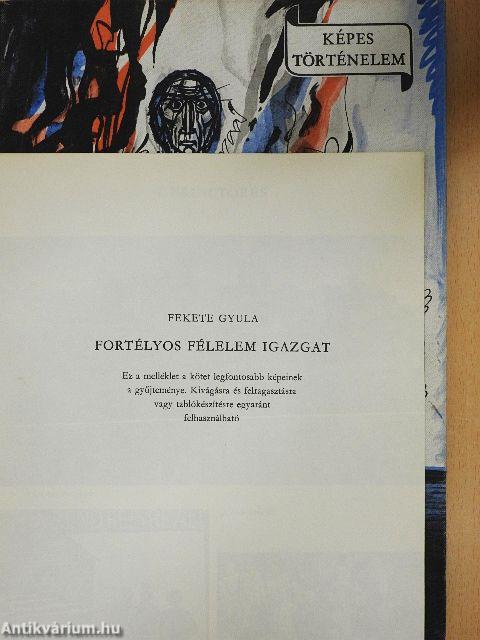 KÉPES
TÖRTÉNELEM
FEKETE GYULA
FORTÉLYOS FÉLELEM IGAZGAT
Ez a melléklet a kötet legfontosabb képeinek
a gyűjteménye. Kivágásra és felragasztásra
vagy tablókészítésre egyaránt
felhasználható
Antikvárium.hu